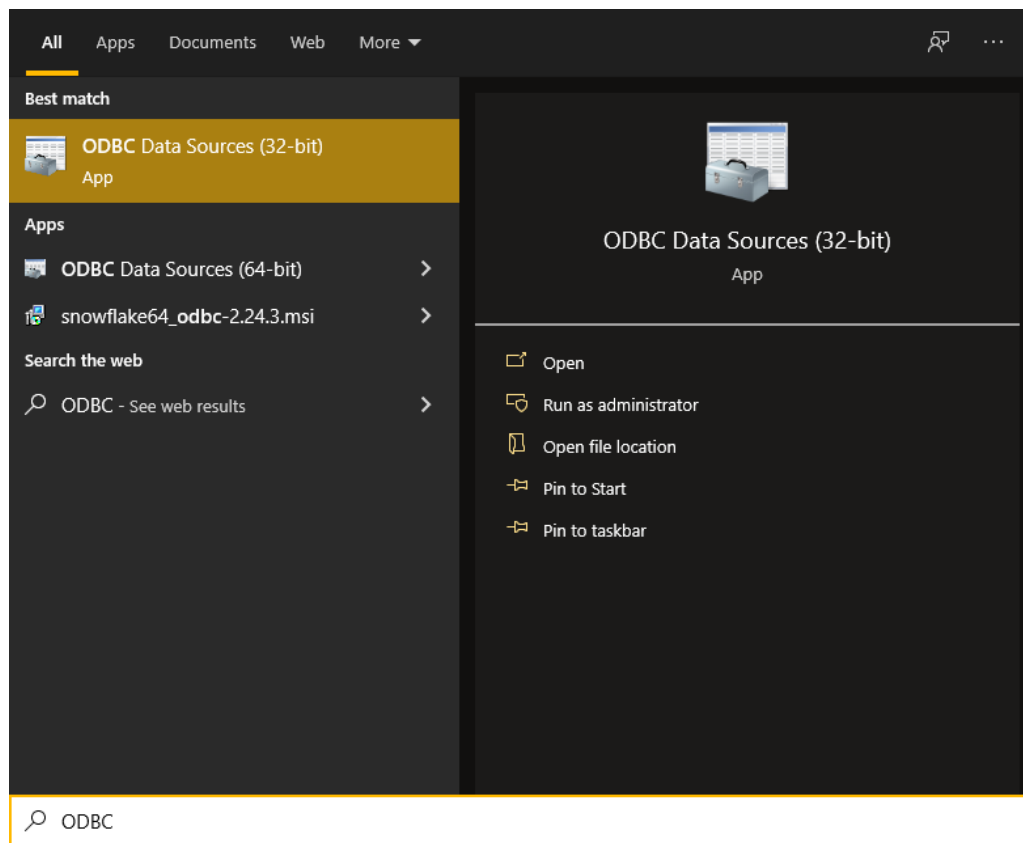 All Apps Documents Web More
Best match
ODBC Data Sources (32-bit)
App
Apps
ODBC Data Sources (64-bit)
snowflake64_odbc-2.24.3.msi
Search the web
ODBC - See web results
ODBC Data Sources (32-bit)
App
Open
Run as administrator
Open file location
Pin to Start
Pin to taskbar
ODBC